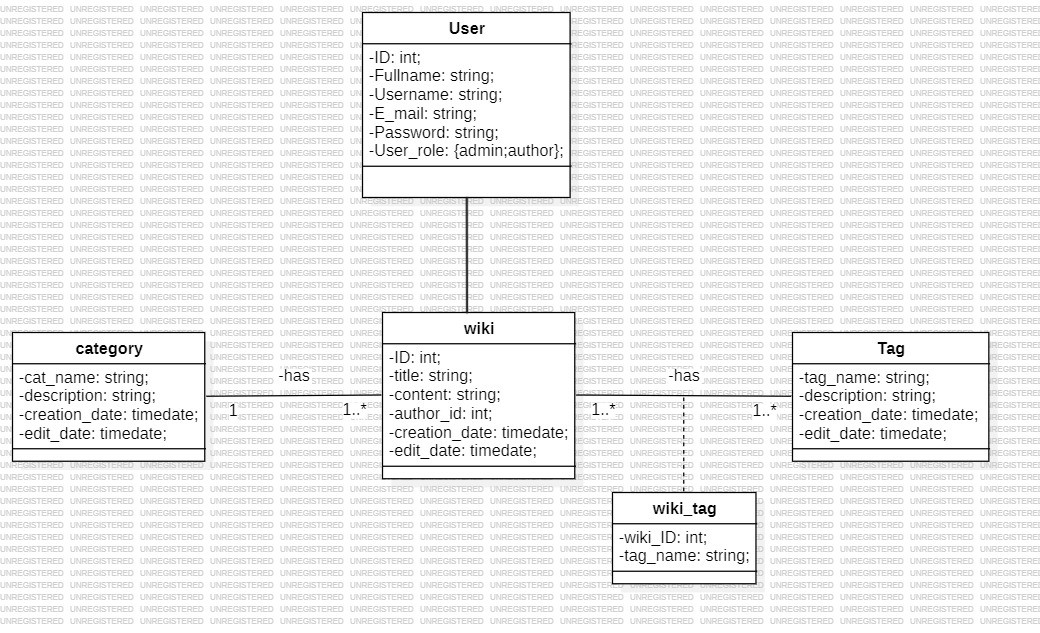 User
-ID: int;
-Fullname: string;
-Username: string;
-E_mail: string;
-Password: string;
-User_role: {admin;author};
category
-cat_name: string;
-description: string;
-creation_date: timedate;
-edit_date: timedate;
-has
1
1..*
wiki
-ID: int;
-title: string;
-content: string;
-author_id: int;
-creation_date: timedate;
-edit_date: timedate;
-has
1..*
1..*
Tag
-tag_name: string;
-description: string;
-creation_date: timedate;
-edit_date: timedate;
wiki_tag
-wiki_ID: int;
-tag_name: string;
UNREGISTERED